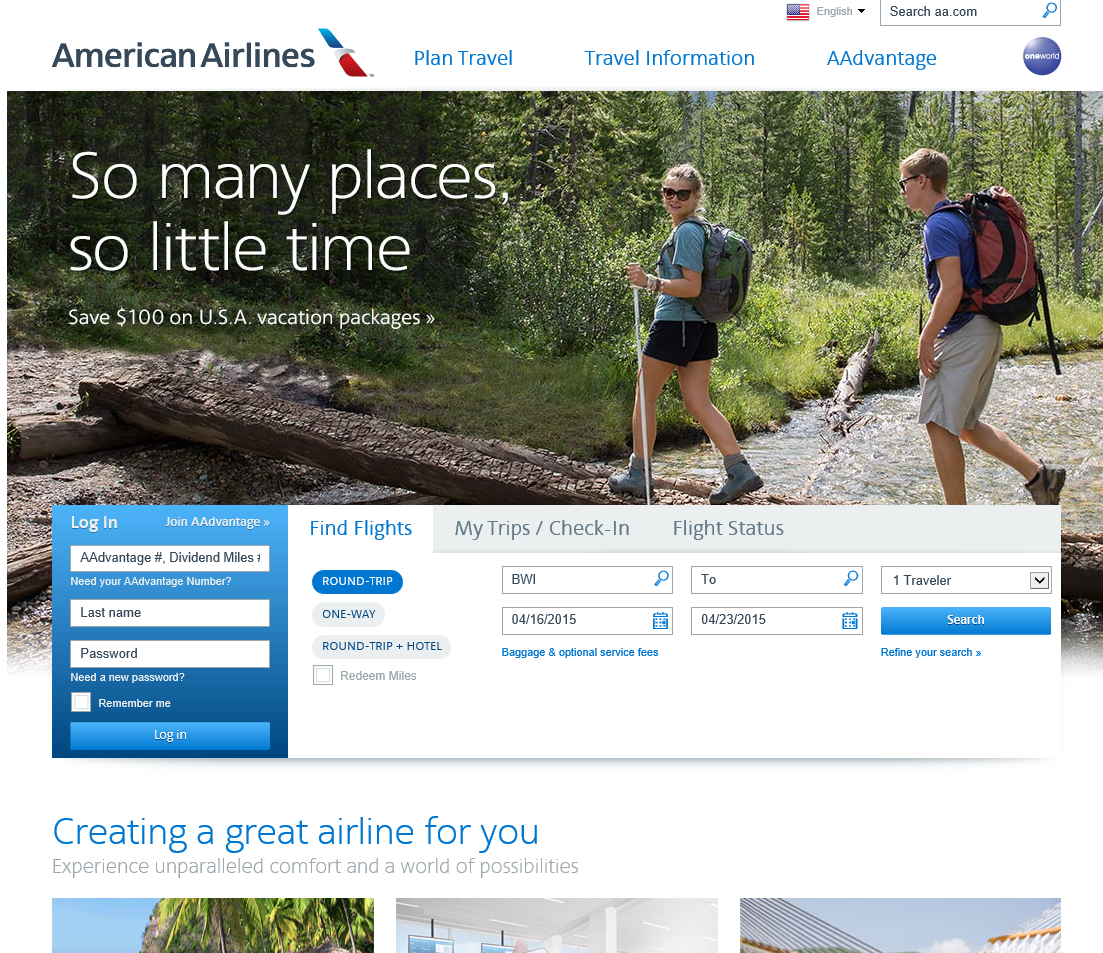 English
Search aa.com
American Airlines
Plan Travel
Travel Information
AAdvantage
oneworld
So many places,
so little time
Save $100 on U.S.A. vacation packages »
Log In
Join AAdvantage »
AAdvantage #, Dividend Miles #
Need your AAdvantage Number?
Last name
Password
Need a new password?
Remember me
Log in
Find Flights
My Trips / Check-In
Flight Status
ROUND-TRIP
ONE-WAY
ROUND-TRIP + HOTEL
Redeem Miles
BWI
To
1 Traveler
04/16/2015
04/23/2015
Search
Baggage & optional service fees
Refine your search »
Creating a great airline for you
Experience unparalleled comfort and a world of possibilities